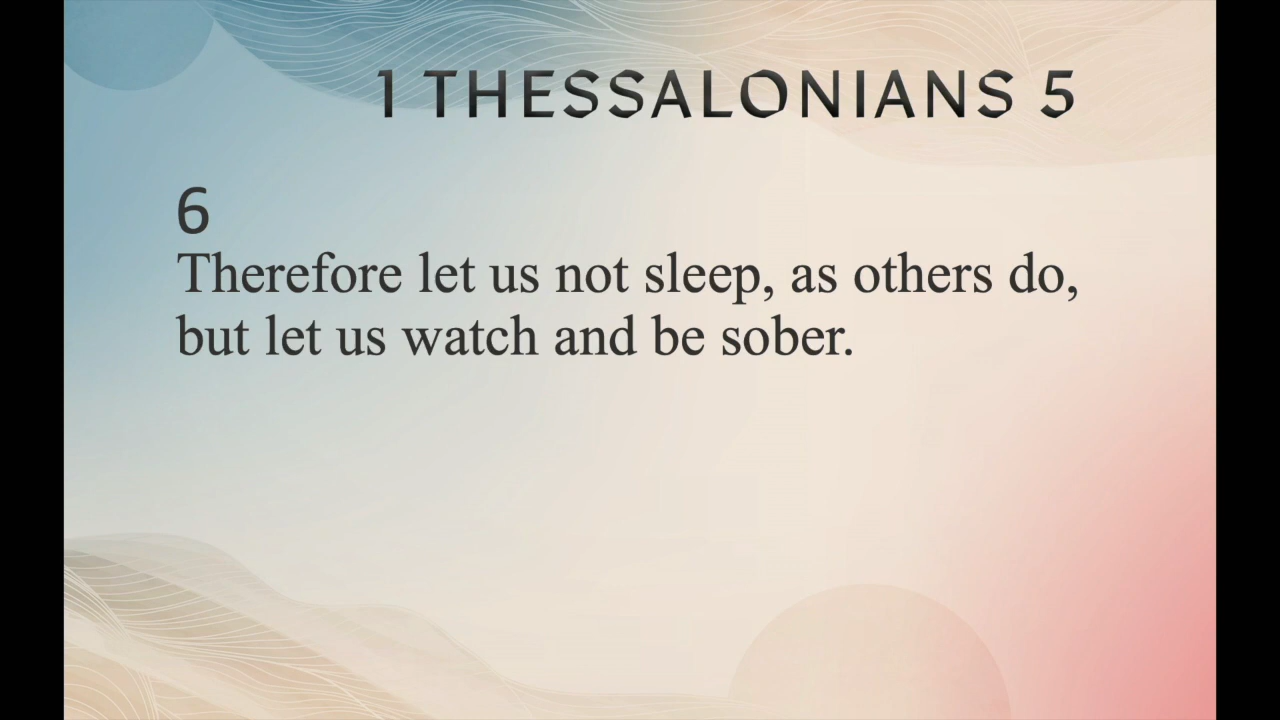 1 THESSALONIANS 5
6
Therefore let us not sleep, as others do,
but let us watch and be sober.